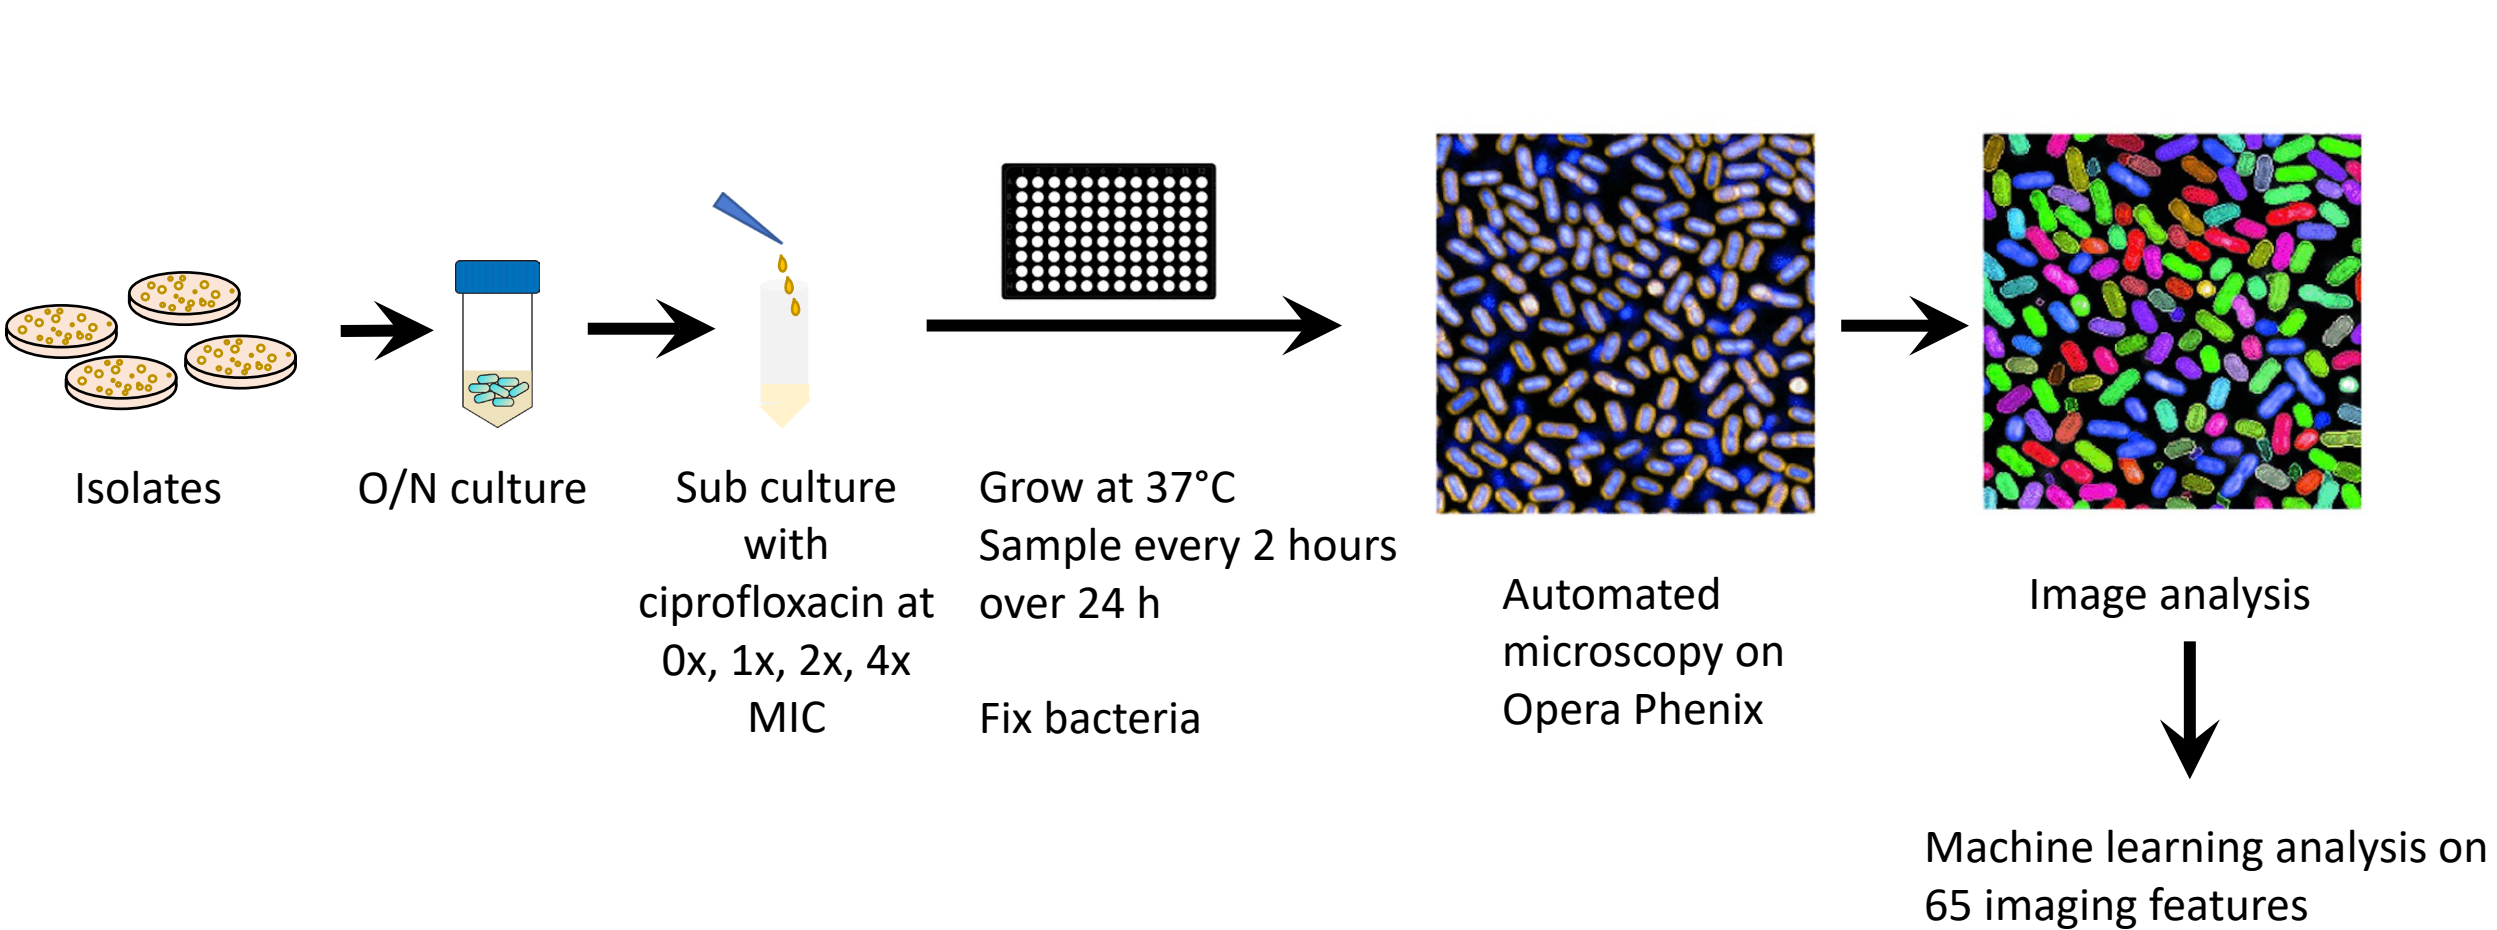 Isolates
O/N culture
Sub culture
with
ciprofloxacin at
0x, 1x, 2x, 4x
MIC
Grow at 37°C
Sample every 2 hours
over 24 h
Fix bacteria
Automated
microscopy on
Opera Phenix
Image analysis
Machine learning analysis on
65 imaging features